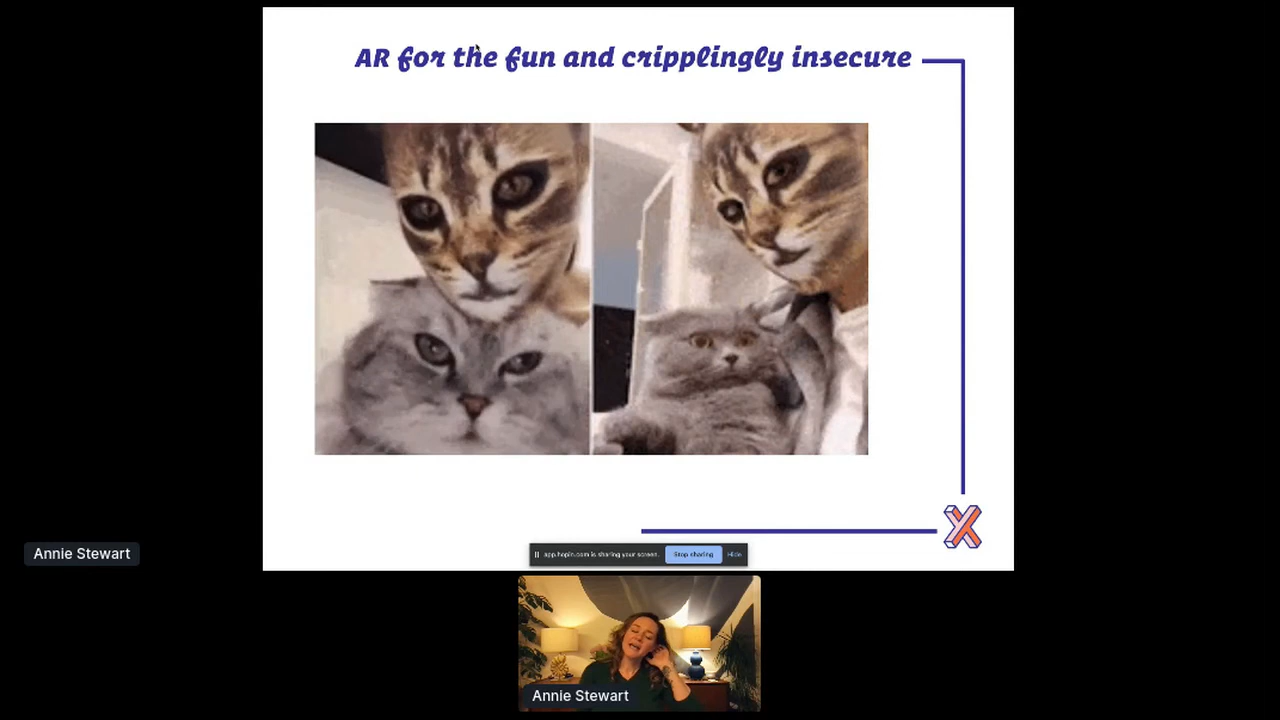 AR for the fun and cripplingly insecure
X
Annie Stewart
app.hopin.com is sharing your screen.
Stop sharing
Hide
Annie Stewart